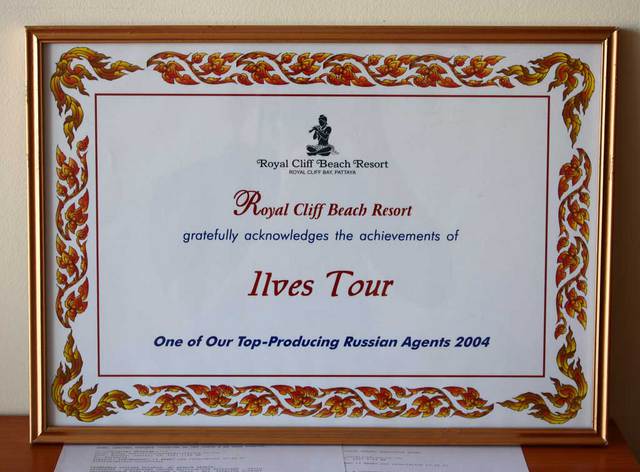 Royal Cliff Beach Resort
ROYAL CLIFF BAY, PATTAYA
Royal Cliff Beach Resort
gratefully acknowledges the achievements of
Ilves Tour
One of Our Top-Producing Russian Agents 2004